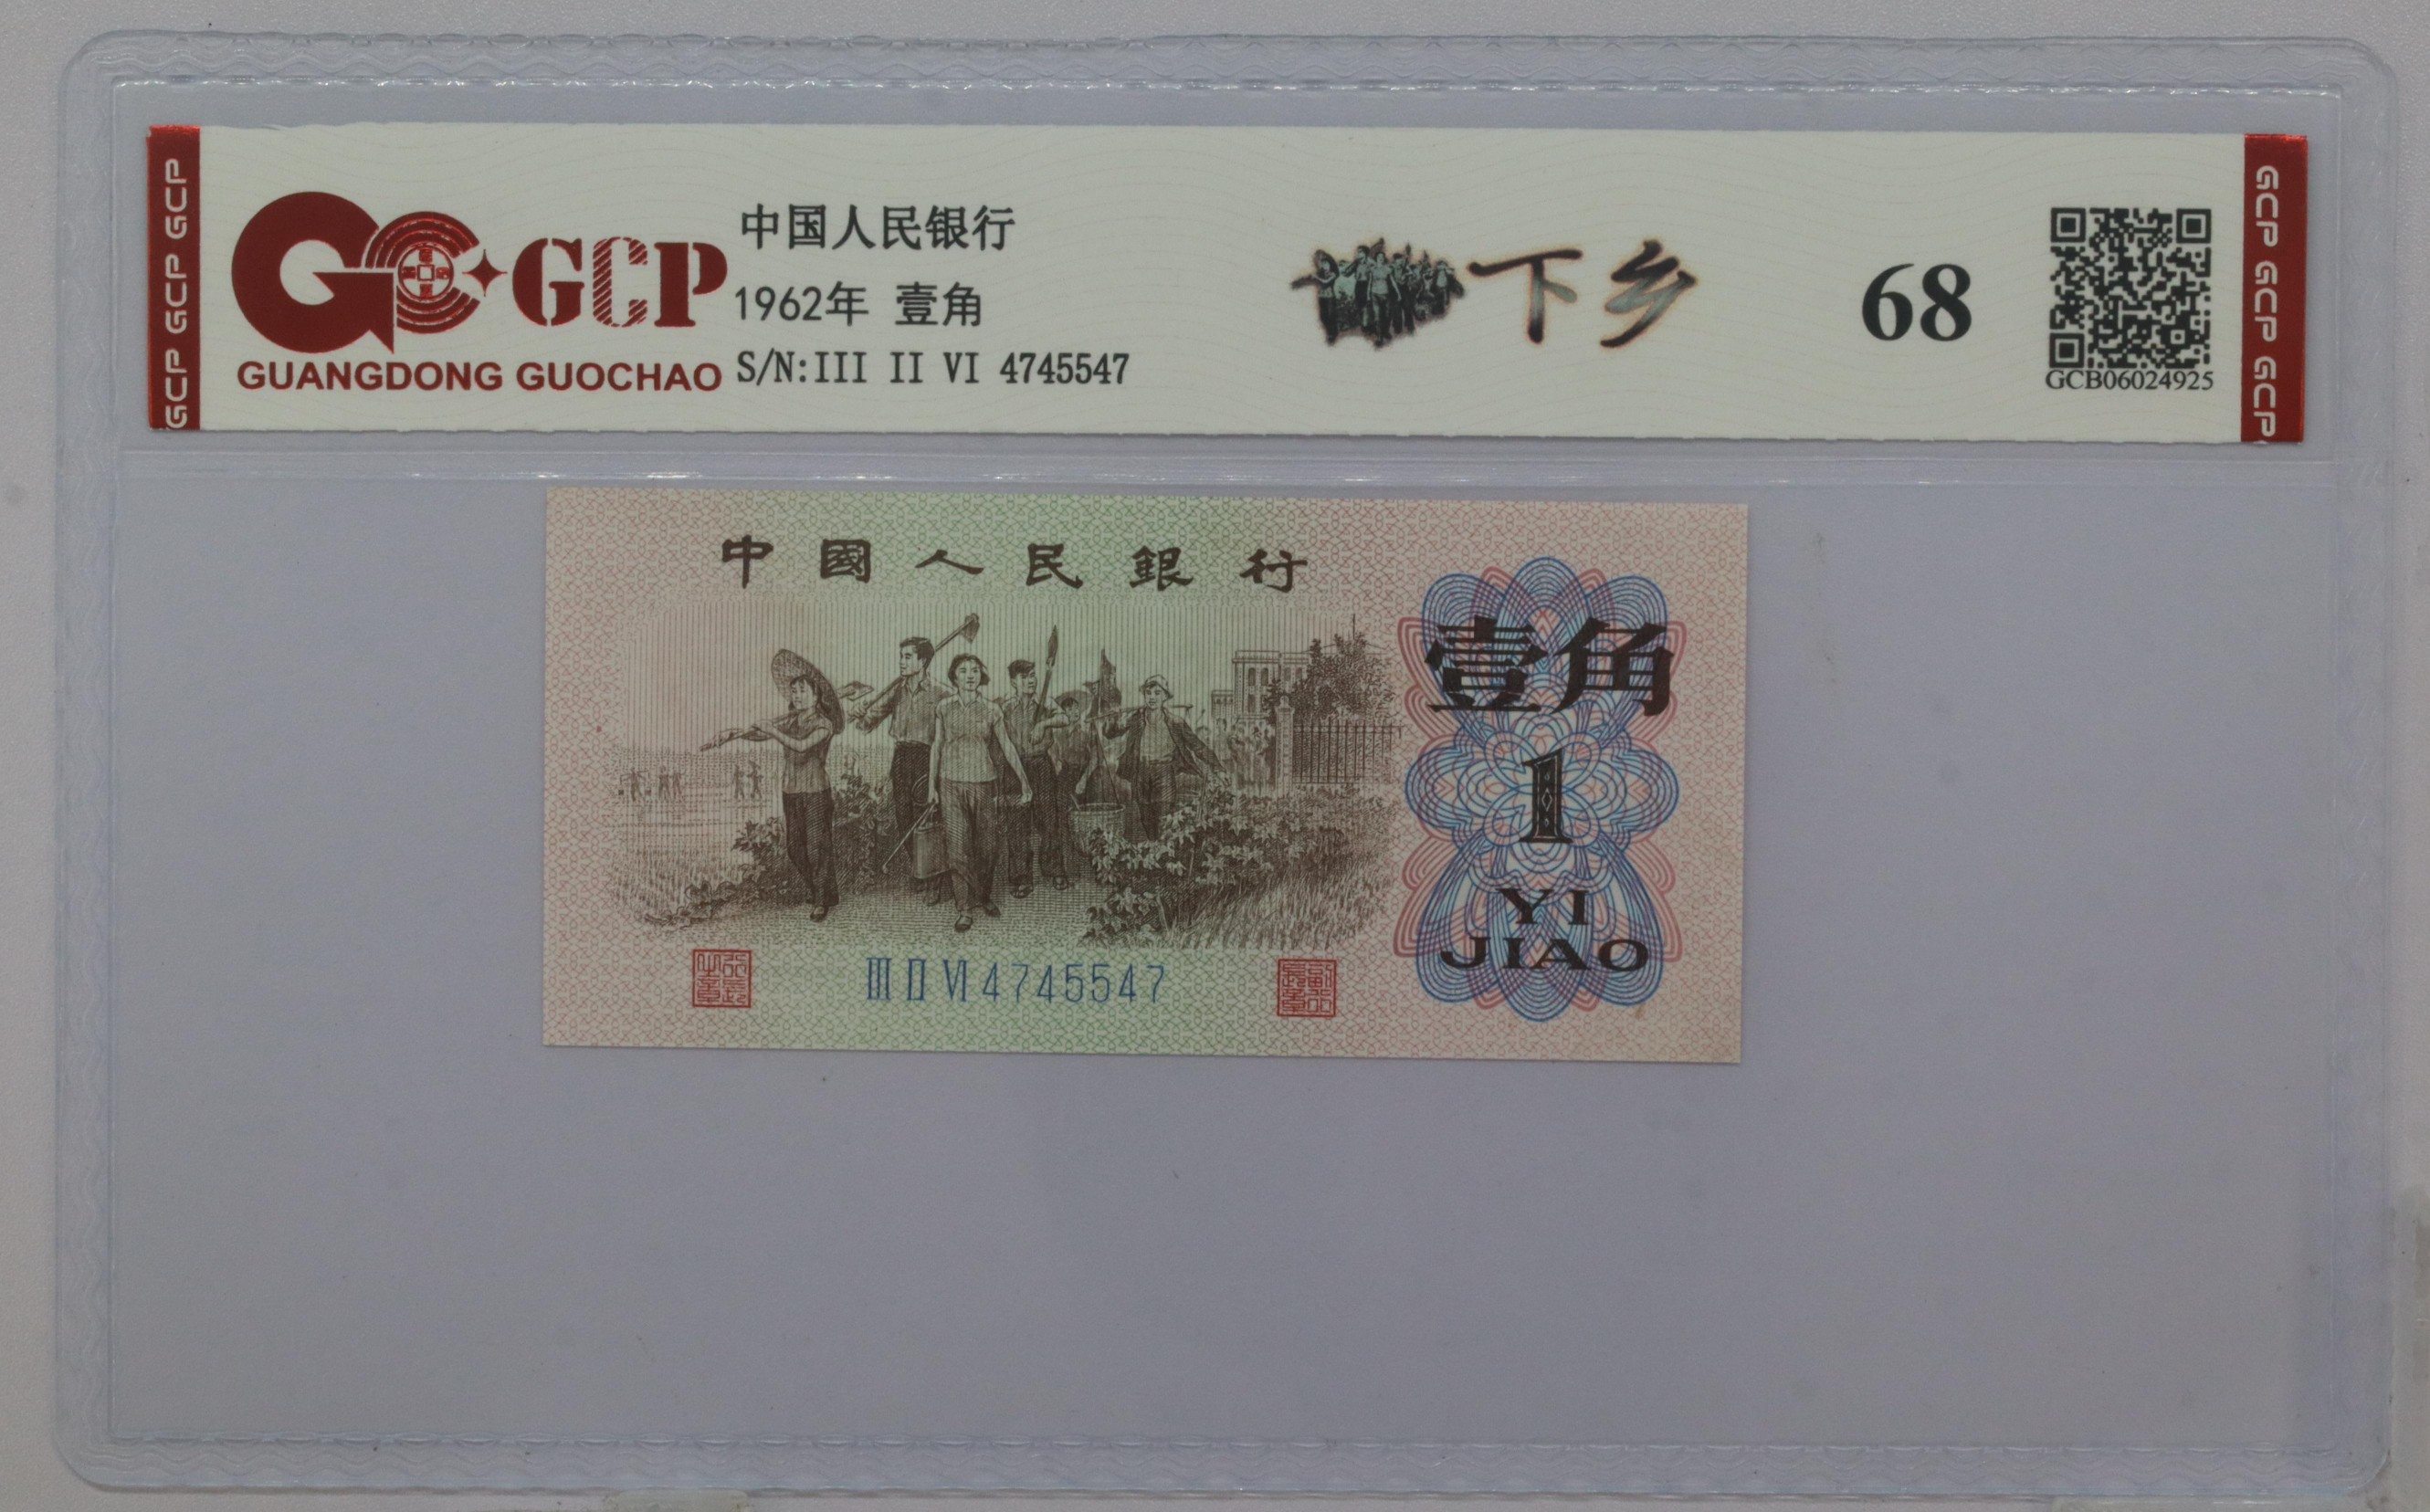 GCP GCP GCP
GCP
GUANGDONG GUOCHAO
中国人民银行
1962年 壹角
S/N:III II VI 4745547
下乡
68
GCB06024925
GCP GCP GCP
中國人民銀行
壹角
1
YI
JIAO
III II VI 4745547